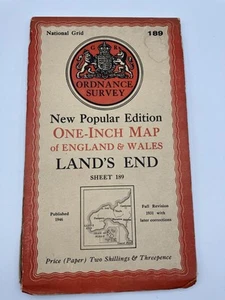 National Grid
189
ORDNANCE
SURVEY
New Popular Edition
ONE-INCH MAP
of ENGLAND & WALES
LAND'S END
SHEET 189
Published
1946
Full Revision
with
later corrections
Price (Paper) Two Shillings & Threepence